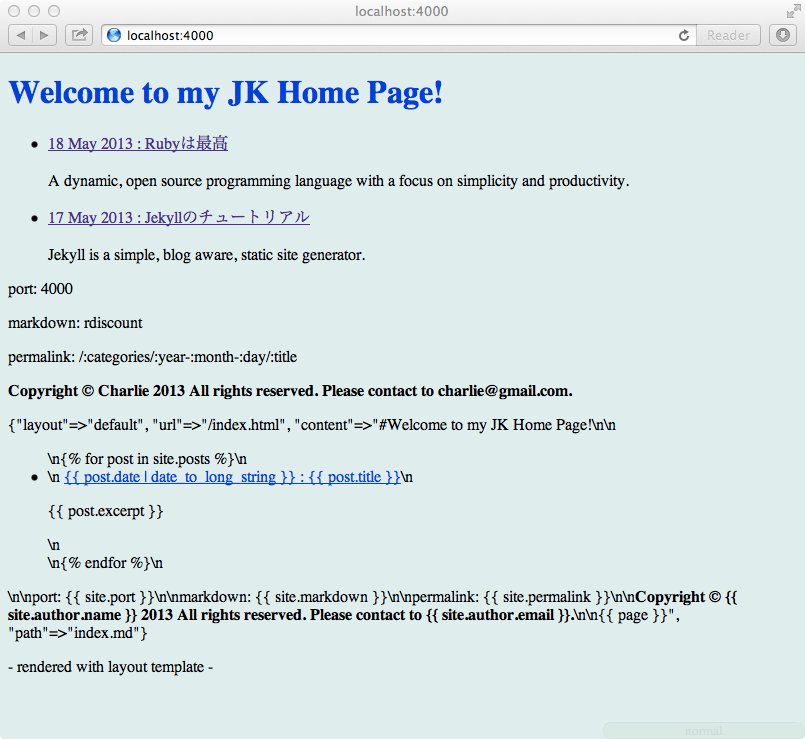 localhost:4000
localhost:4000
Reader
Welcome to my JK Home Page!
18 May 2013 : Rubyは最高
A dynamic, open source programming language with a focus on simplicity and productivity.
17 May 2013 : Jekyllのチュートリアル
Jekyll is a simple, blog aware, static site generator.
port: 4000
markdown: rdiscount
permalink: /:categories/:year-:month-:day/:title
Copyright © Charlie 2013 All rights reserved. Please contact to charlie@gmail.com.
{"layout"=>"default", "url"=>"/index.html", "content"=>"#Welcome to my JK Home Page!\n\n
\n{% for post in site.posts %}\n
\n {{ post.date | date_to_long_string }} : {{ post.title }}\n
{{ post.excerpt }}
\n
\n{% endfor %}\n
\n\nport: {{ site.port }}\n\nmarkdown: {{ site.markdown }}\n\npermalink: {{ site.permalink }}\n\nCopyright © {{
site.author.name }} 2013 All rights reserved. Please contact to {{ site.author.email }}.\n\n{{ page }}",
"path"=>"index.md"}
- rendered with layout template -
normal